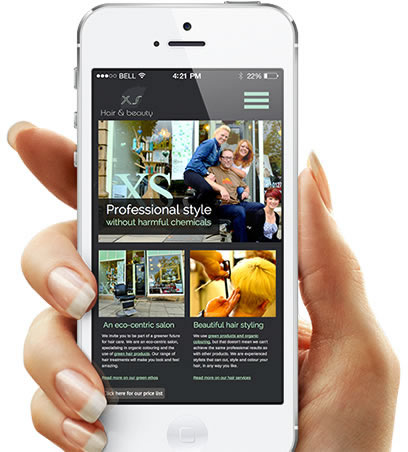 BELL 4:21 PM 22%
XS
Hair & beauty
XS
Professional style
without harmful chemicals
An eco-centric salon
We invite you to be part of a greener future
for hair care. We are an eco-centric salon,
specialising in organic colouring and the
use of green hair products. Our range of
hair treatments will make you look and feel
amazing.
Read more on our green ethos
Beautiful hair styling
We use green products and organic
colouring, but that doesn't mean we can't
achieve the same professional results as
with other products. We are experienced
stylists that can cut, style and colour your
hair, in any way you like.
Read more on our hair services
Click here for our price list